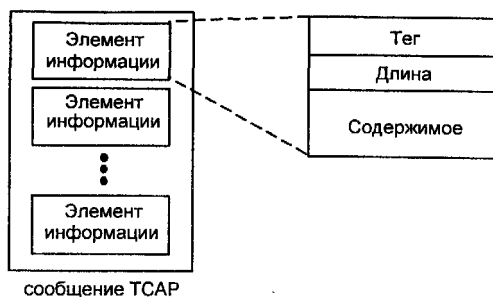 Элемент
информации
Элемент
информации
Элемент
информации
сообщение TCAP
Тег
Длина
Содержимое